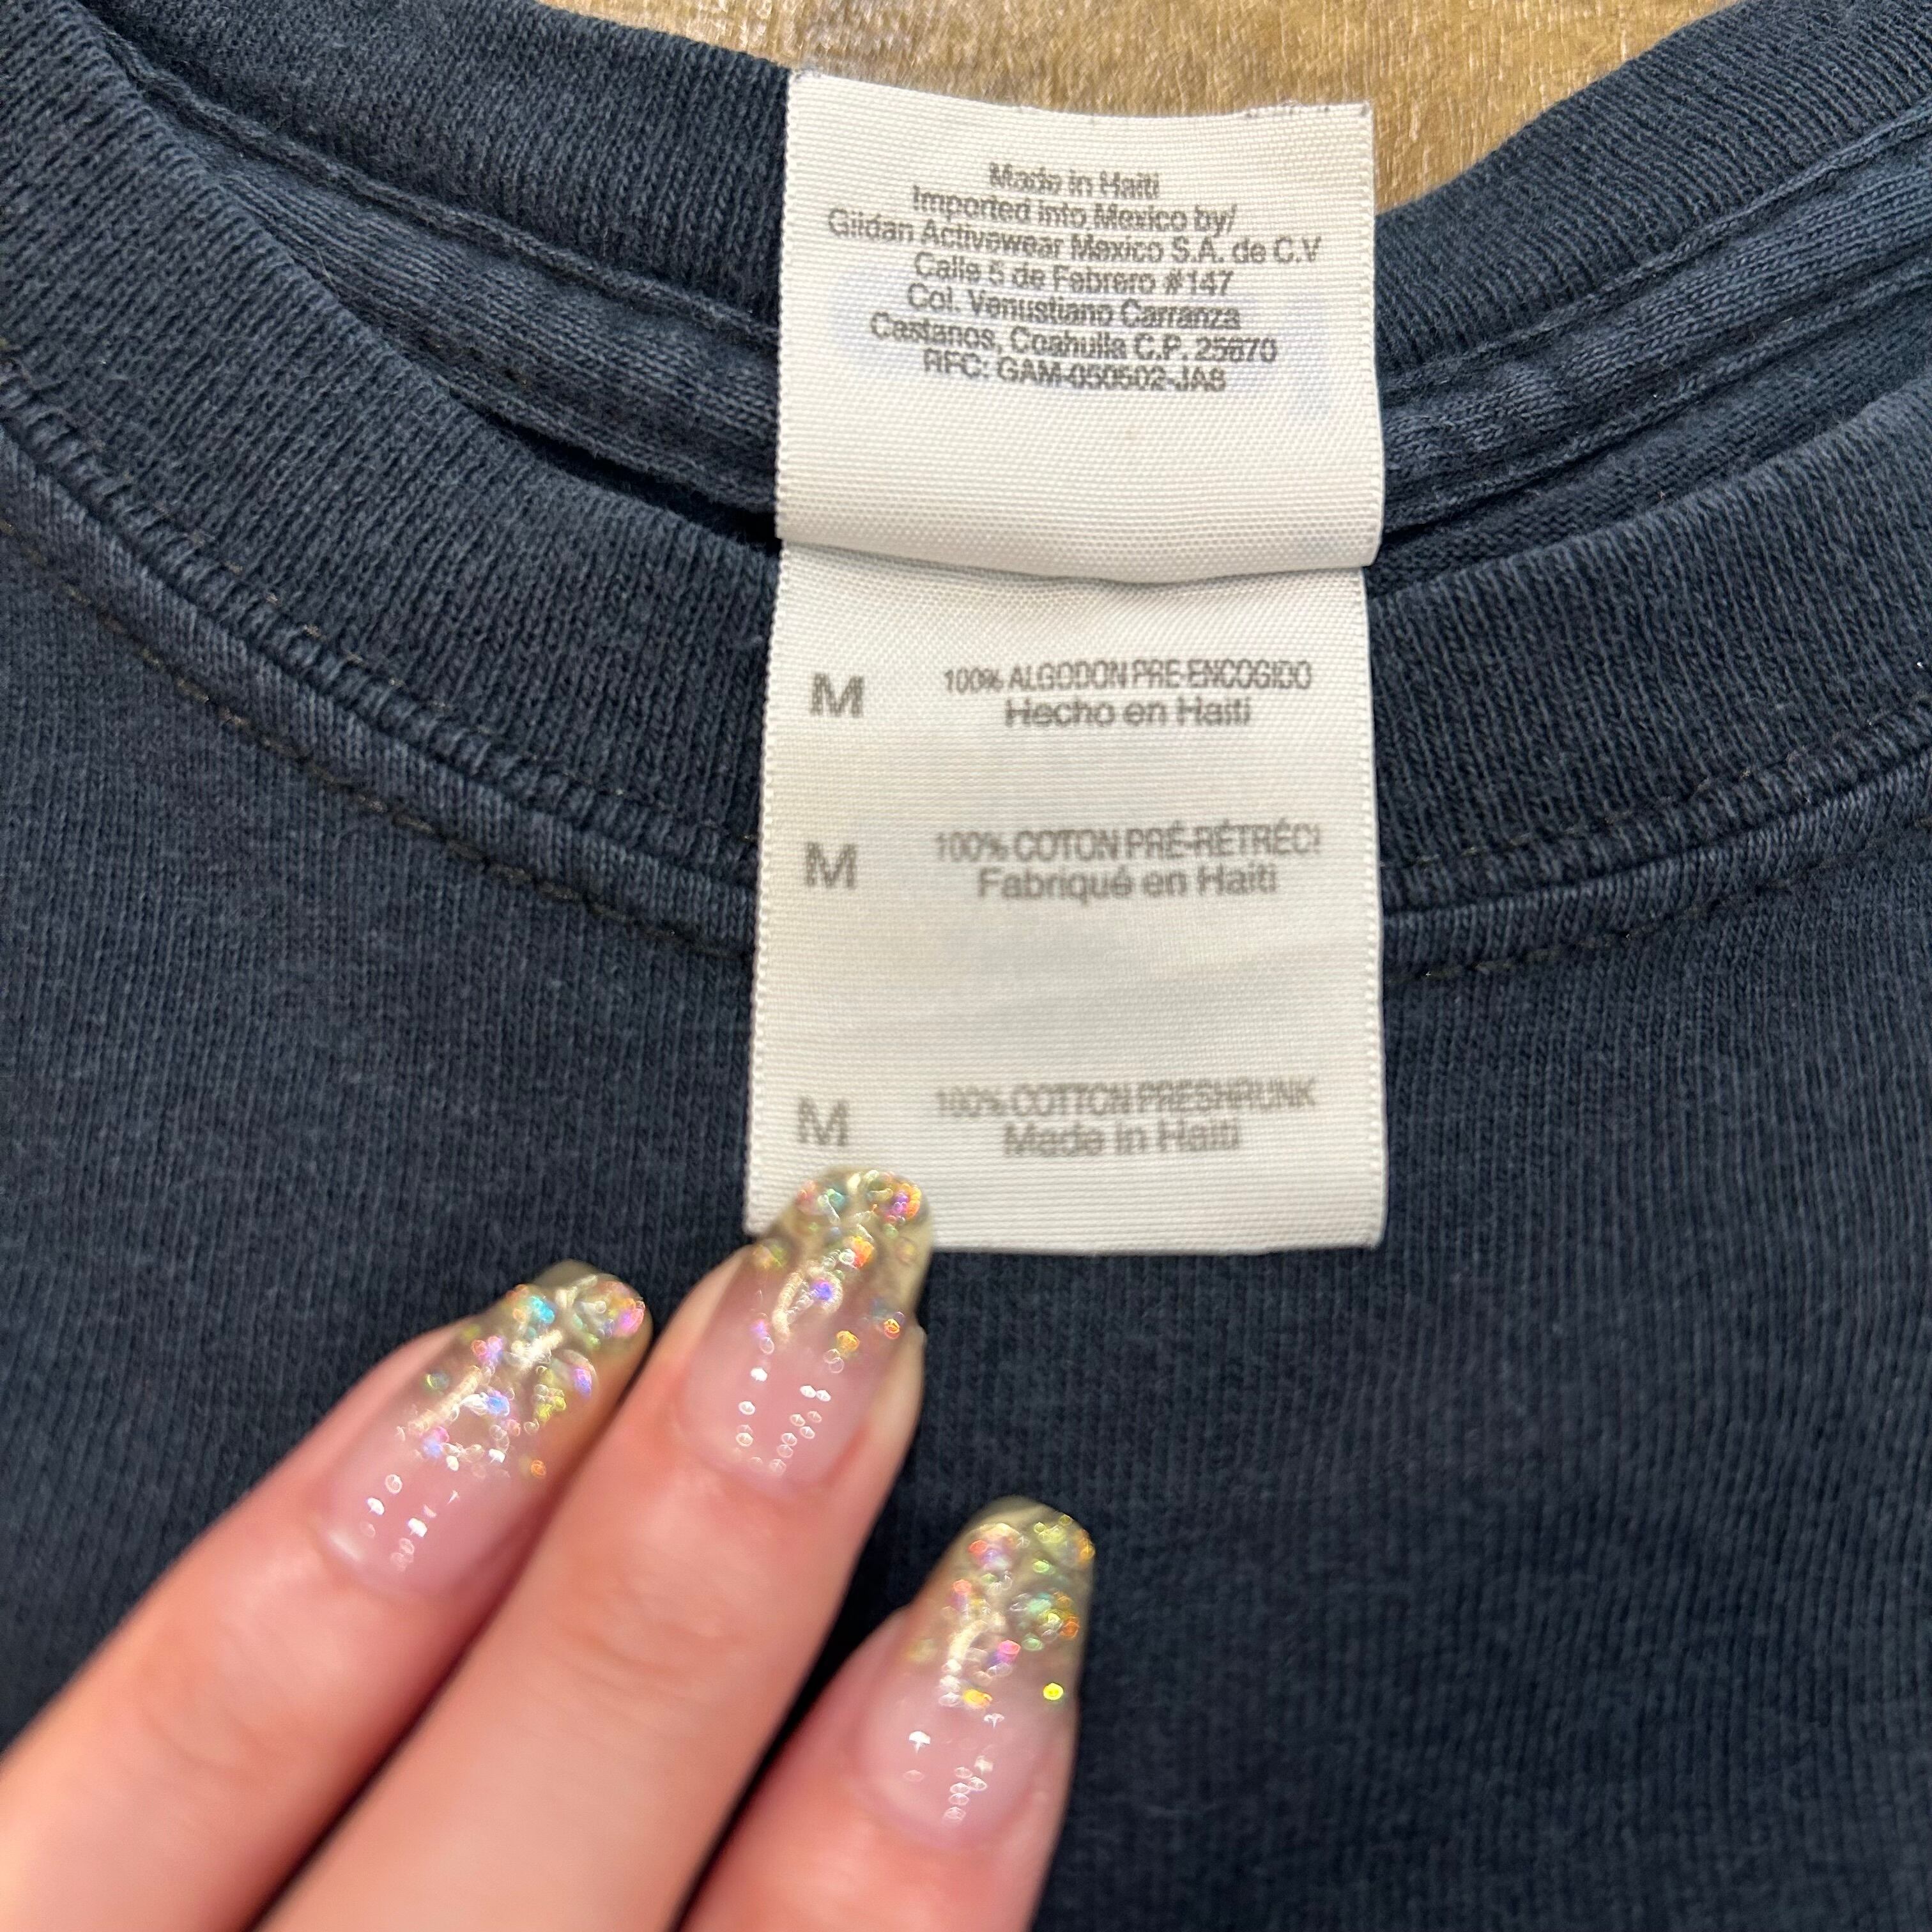 Made in Haiti
Imported into Mexico by/
Gildan Activewear Mexico S.A. de C.V
Calle 5 de Febrero #147
Col. Venustiano Carranza
Castanos, Coahuila C.P. 25870
RFC: GAM-050502-JA8
M 100% ALGODON PRE-ENCOGIDO
Hecho en Haiti
M 100% COTON PRÉ-RÉTRÉCI
Fabriqué en Haiti
M 100% COTTON PRESHRUNK
Made in Haiti